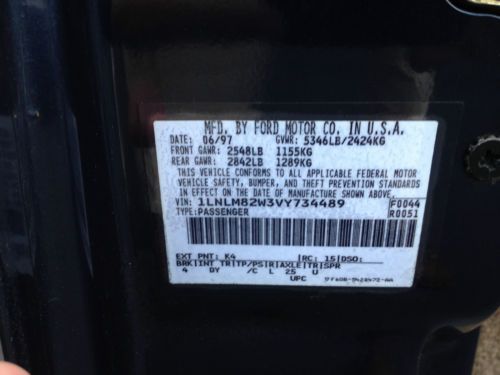 MFD. BY FORD MOTOR CO. IN U.S.A.
DATE: 06/97 GVWR: 5346LB/2424KG
FRONT GAWR: 2548LB 1155KG
REAR GAWR: 2842LB 1289KG
THIS VEHICLE CONFORMS TO ALL APPLICABLE FEDERAL MOTOR
VEHICLE SAFETY, BUMPER, AND THEFT PREVENTION STANDARDS
IN EFFECT ON THE DATE OF MANUFACTURE SHOWN ABOVE
VIN: 1LNLM82W3VY734489 F0044
TYPE: PASSENGER R0051
EXT PNT: K4 RC: 15 DSO:
BRK INT TR TP/PS R AXLE TR SPR
4 DY /C L 25 U
UPC